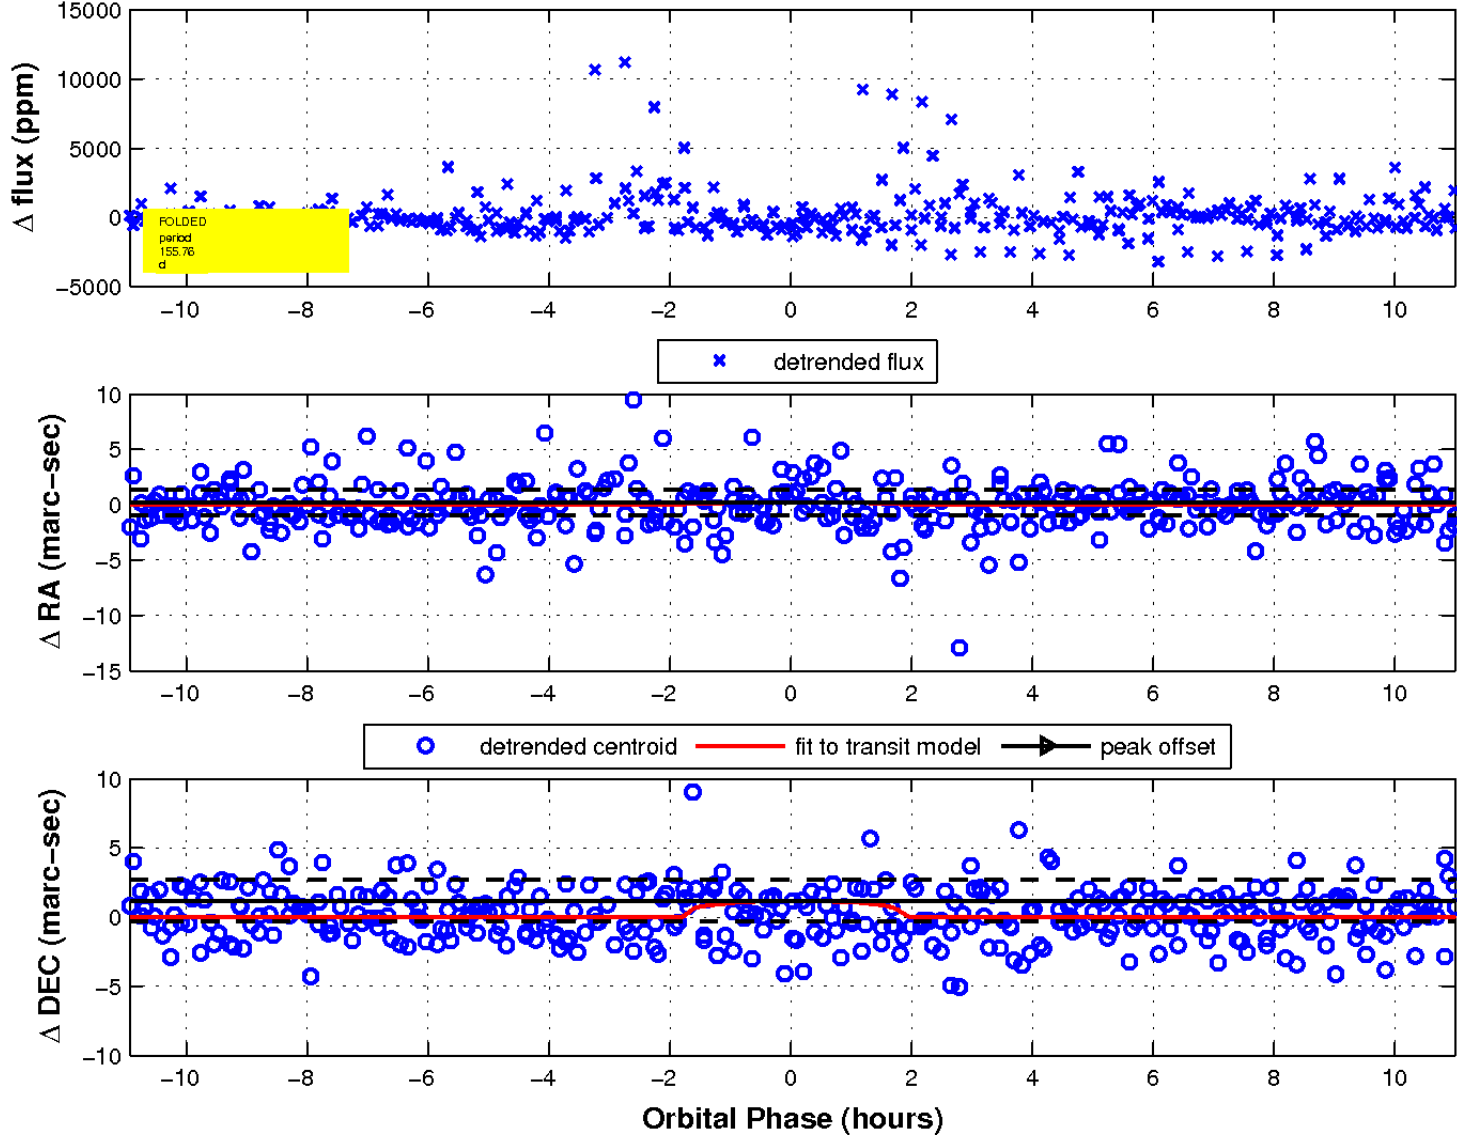 15000
10000
5000
0
−5000
Δ flux (ppm)
FOLDED
period
155.76
d
−10 −8 −6 −4 −2 0 2 4 6 8 10
detrended flux
10
5
0
−5
−10
−15
Δ RA (marc−sec)
−10 −8 −6 −4 −2 0 2 4 6 8 10
detrended centroid fit to transit model peak offset
10
5
0
−5
−10
Δ DEC (marc−sec)
−10 −8 −6 −4 −2 0 2 4 6 8 10
Orbital Phase (hours)